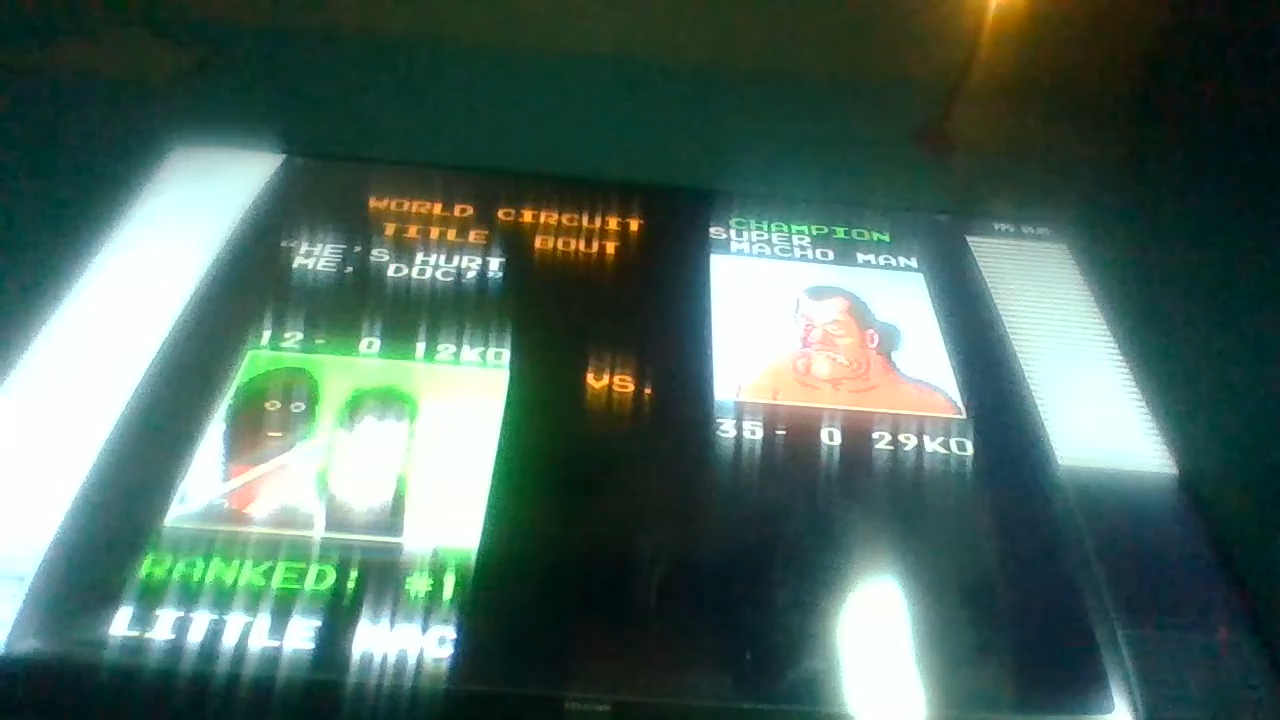 WORLD CIRCUIT
TITLE BOUT
"HE'S HURT
ME, DOC!"
12- 0 12KO
RANKED: #1
LITTLE MAC
VS.
CHAMPION
SUPER
MACHO MAN
35- 0 29KO